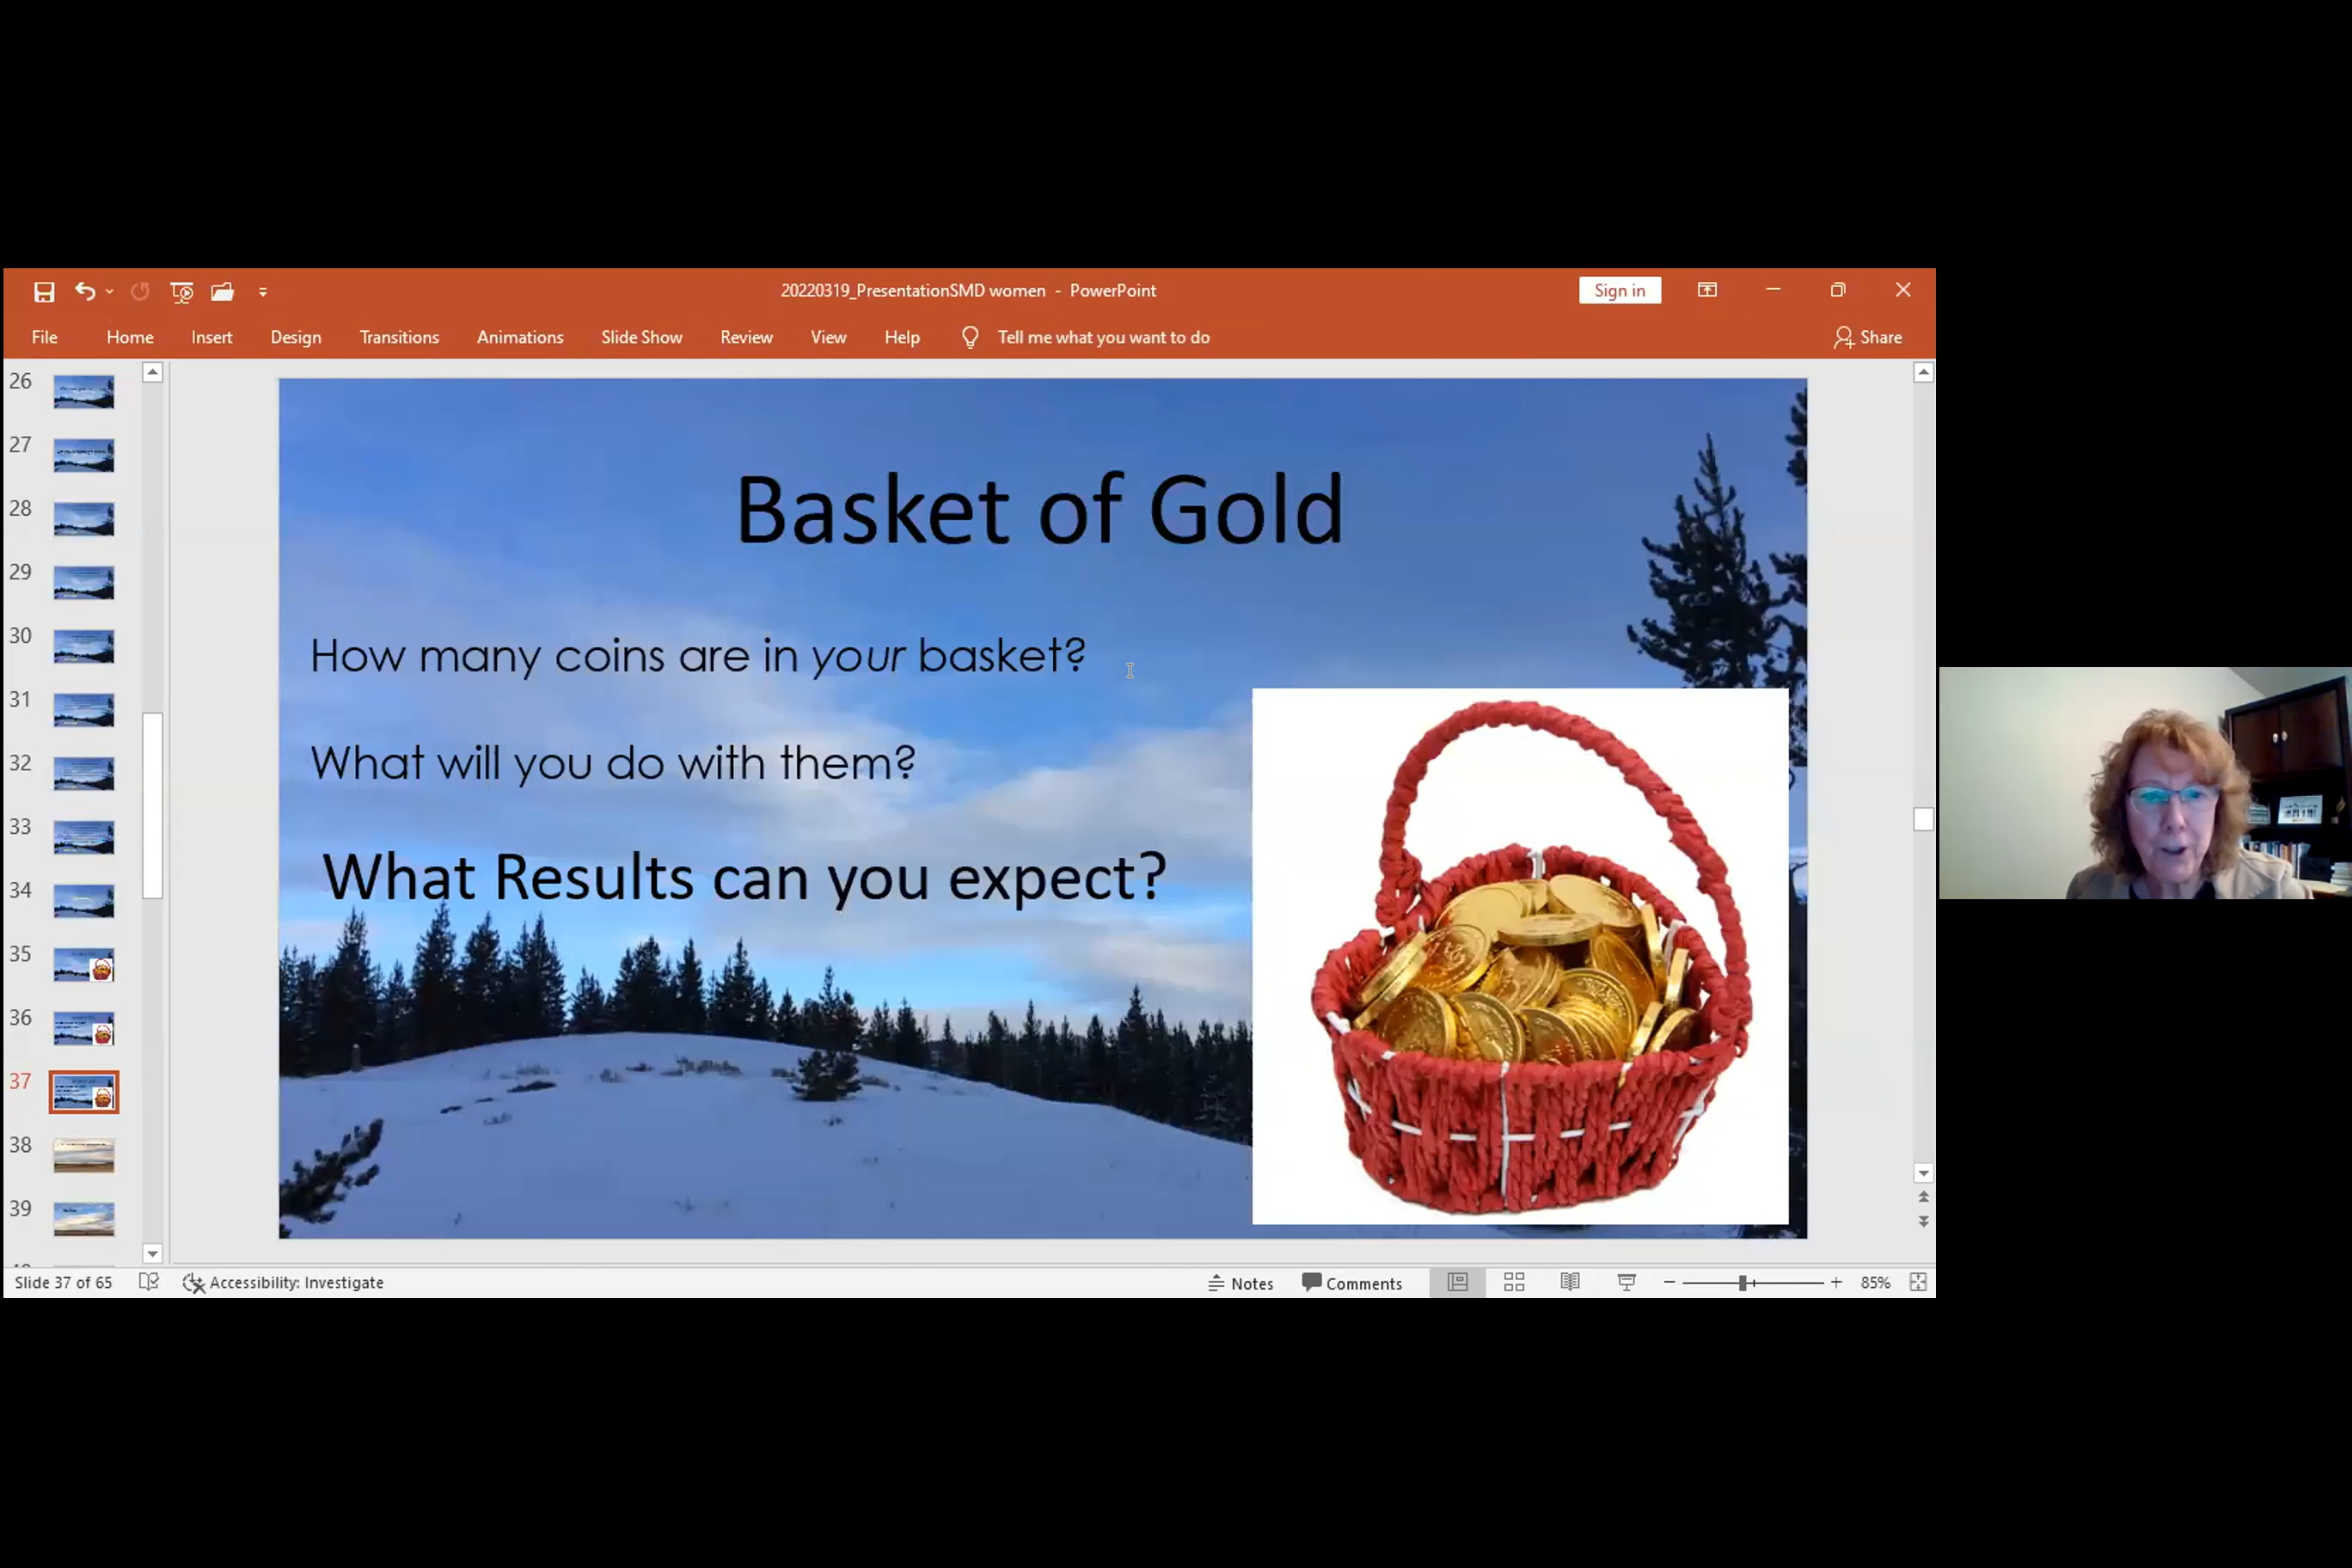 20220319_PresentationSMD women - PowerPoint
Sign in
File Home Insert Design Transitions Animations Slide Show Review View Help Tell me what you want to do Share
26
27
28
29
30
31
32
33
34
35
36
37
38
39
Basket of Gold
How many coins are in your basket?
What will you do with them?
What Results can you expect?
Slide 37 of 65 Accessibility: Investigate Notes Comments 85%